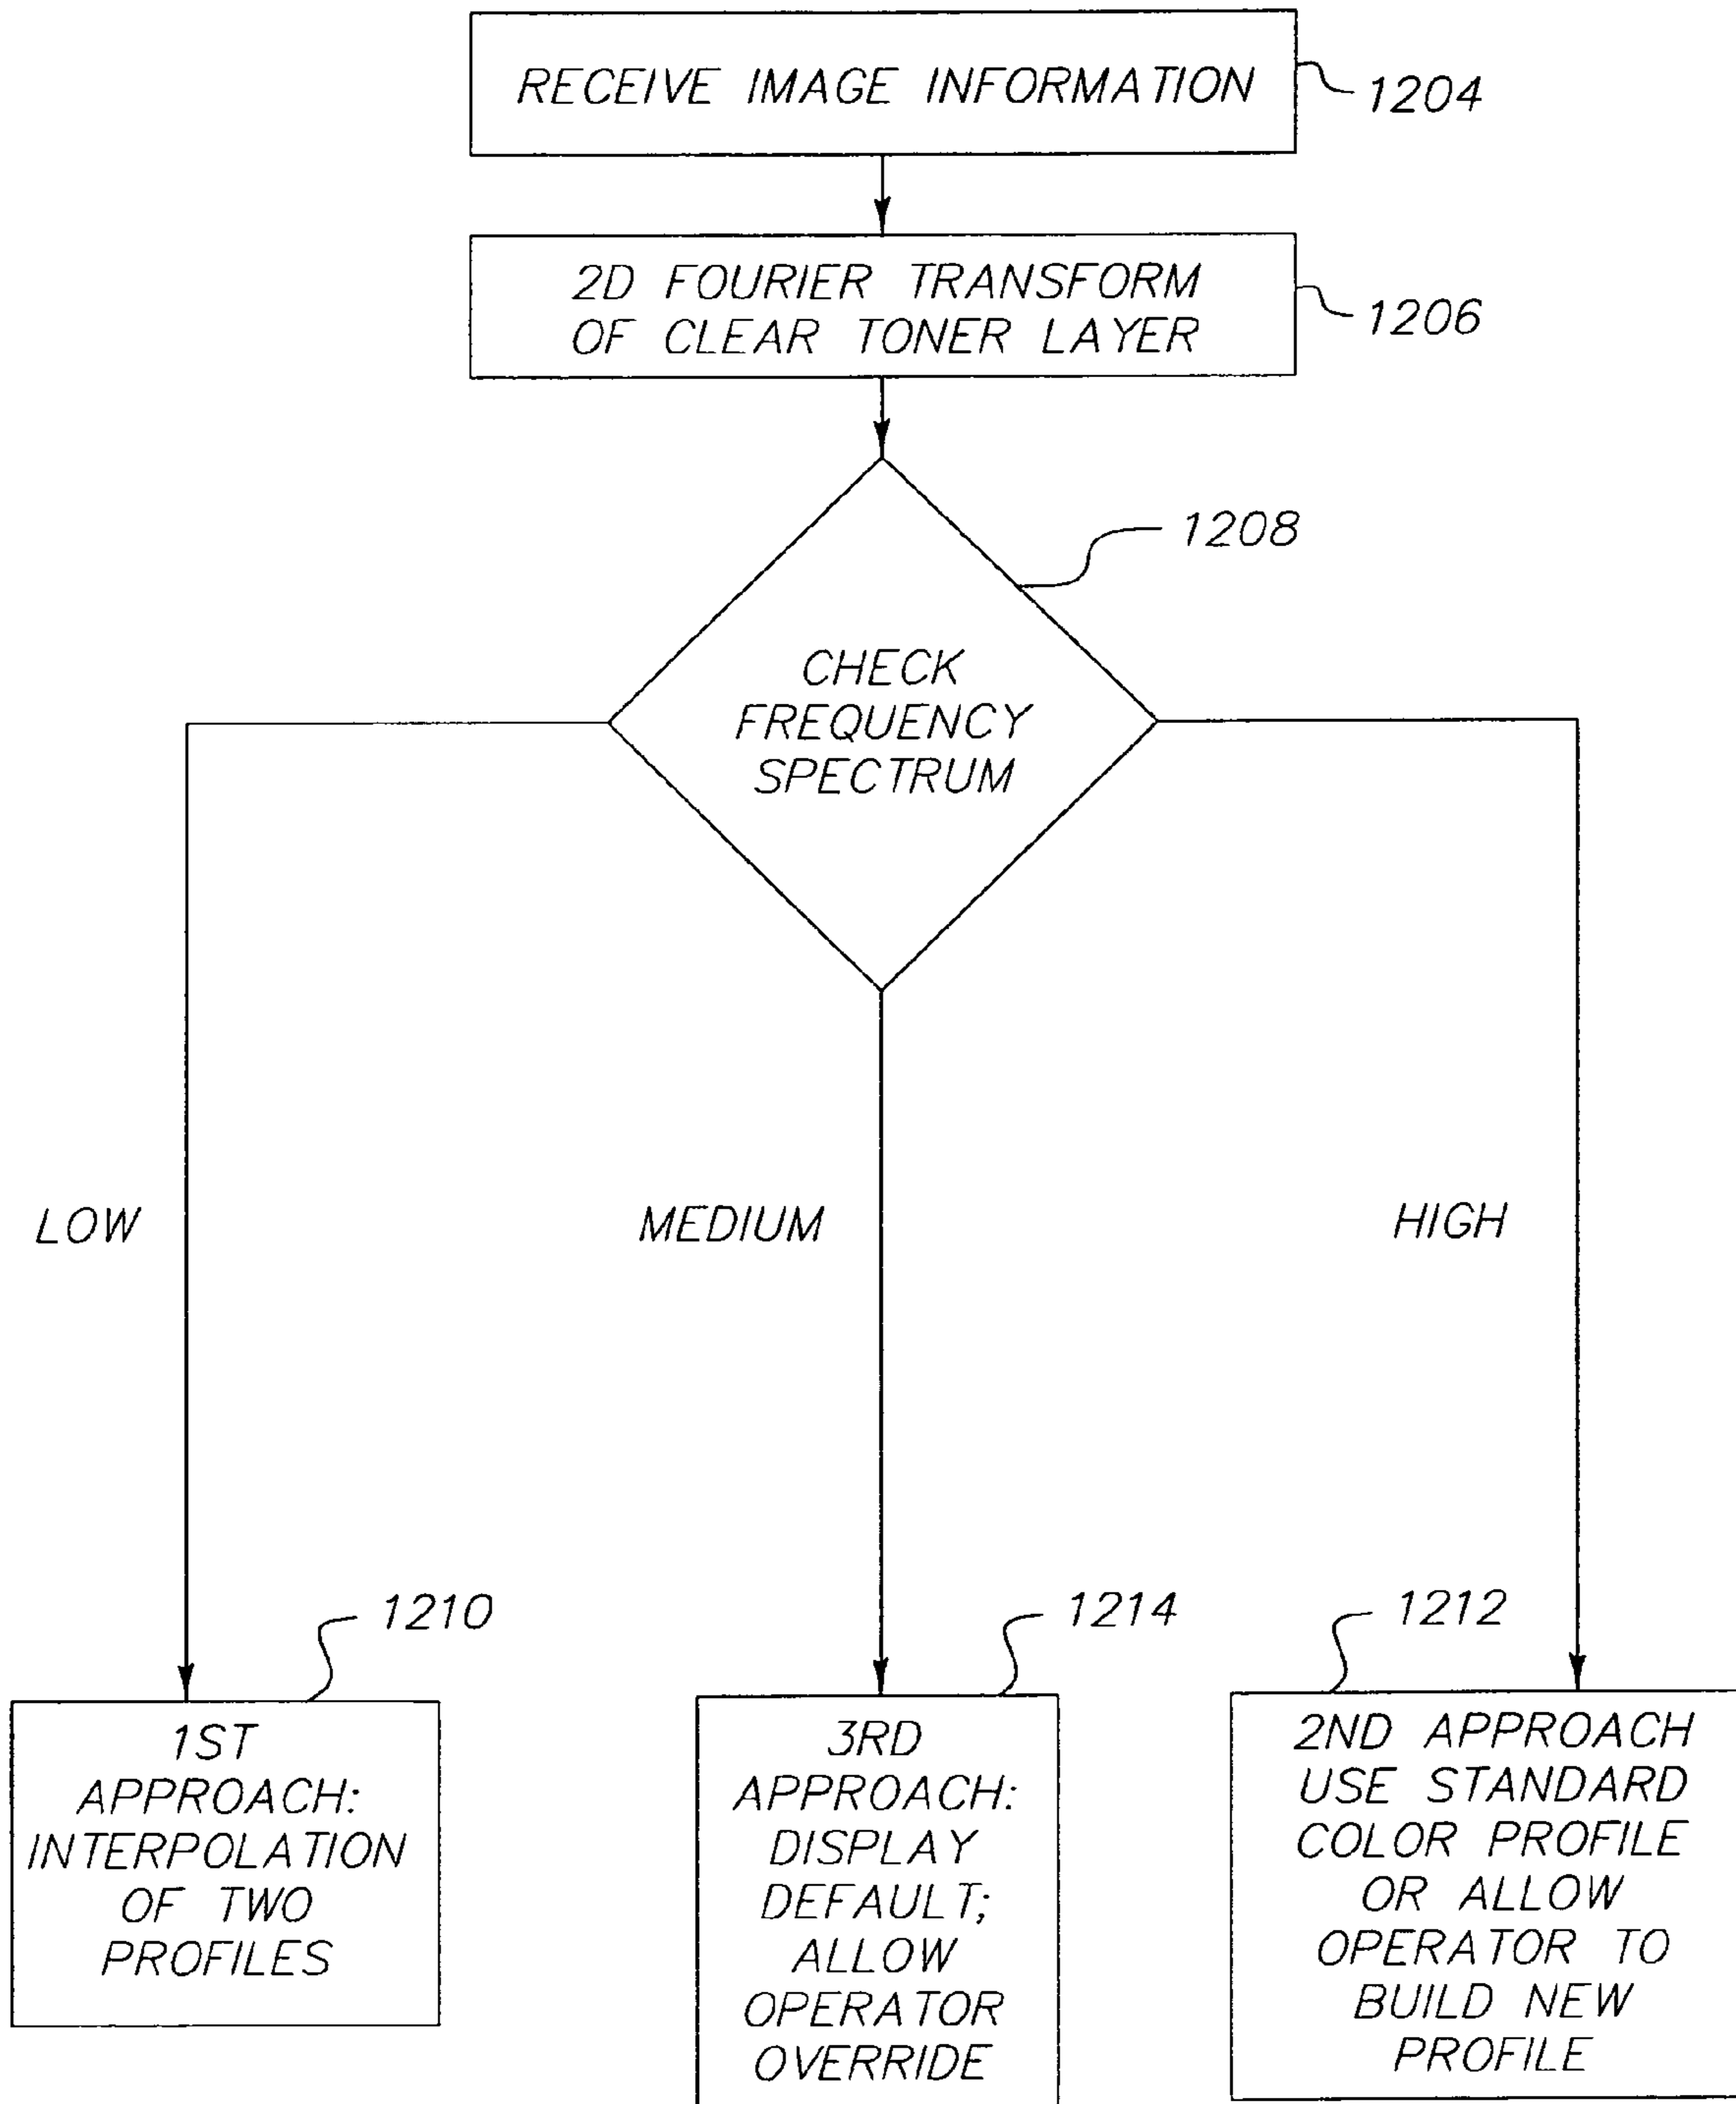 RECEIVE IMAGE INFORMATION
1204
2D FOURIER TRANSFORM
OF CLEAR TONER LAYER
1206
1208
CHECK
FREQUENCY
SPECTRUM
LOW
MEDIUM
HIGH
1210
1ST
APPROACH:
INTERPOLATION
OF TWO
PROFILES
1214
3RD
APPROACH:
DISPLAY
DEFAULT;
ALLOW
OPERATOR
OVERRIDE
1212
2ND APPROACH
USE STANDARD
COLOR PROFILE
OR ALLOW
OPERATOR TO
BUILD NEW
PROFILE